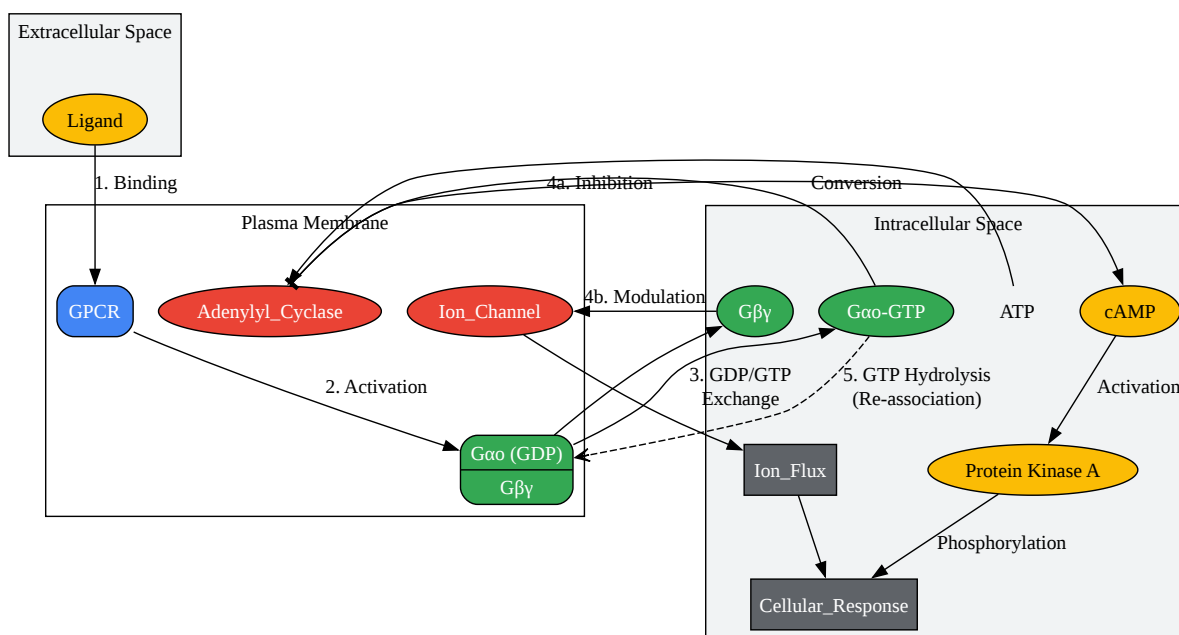 Extracellular Space
Ligand
1. Binding
4a. Inhibition
Conversion
Plasma Membrane
Intracellular Space
GPCR
Adenylyl_Cyclase
Ion_Channel
4b. Modulation
Gβγ
Gαo-GTP
ATP
cAMP
2. Activation
3. GDP/GTP
Exchange
5. GTP Hydrolysis
(Re-association)
Activation
Gαo (GDP)
Gβγ
Ion_Flux
Protein Kinase A
Phosphorylation
Cellular_Response